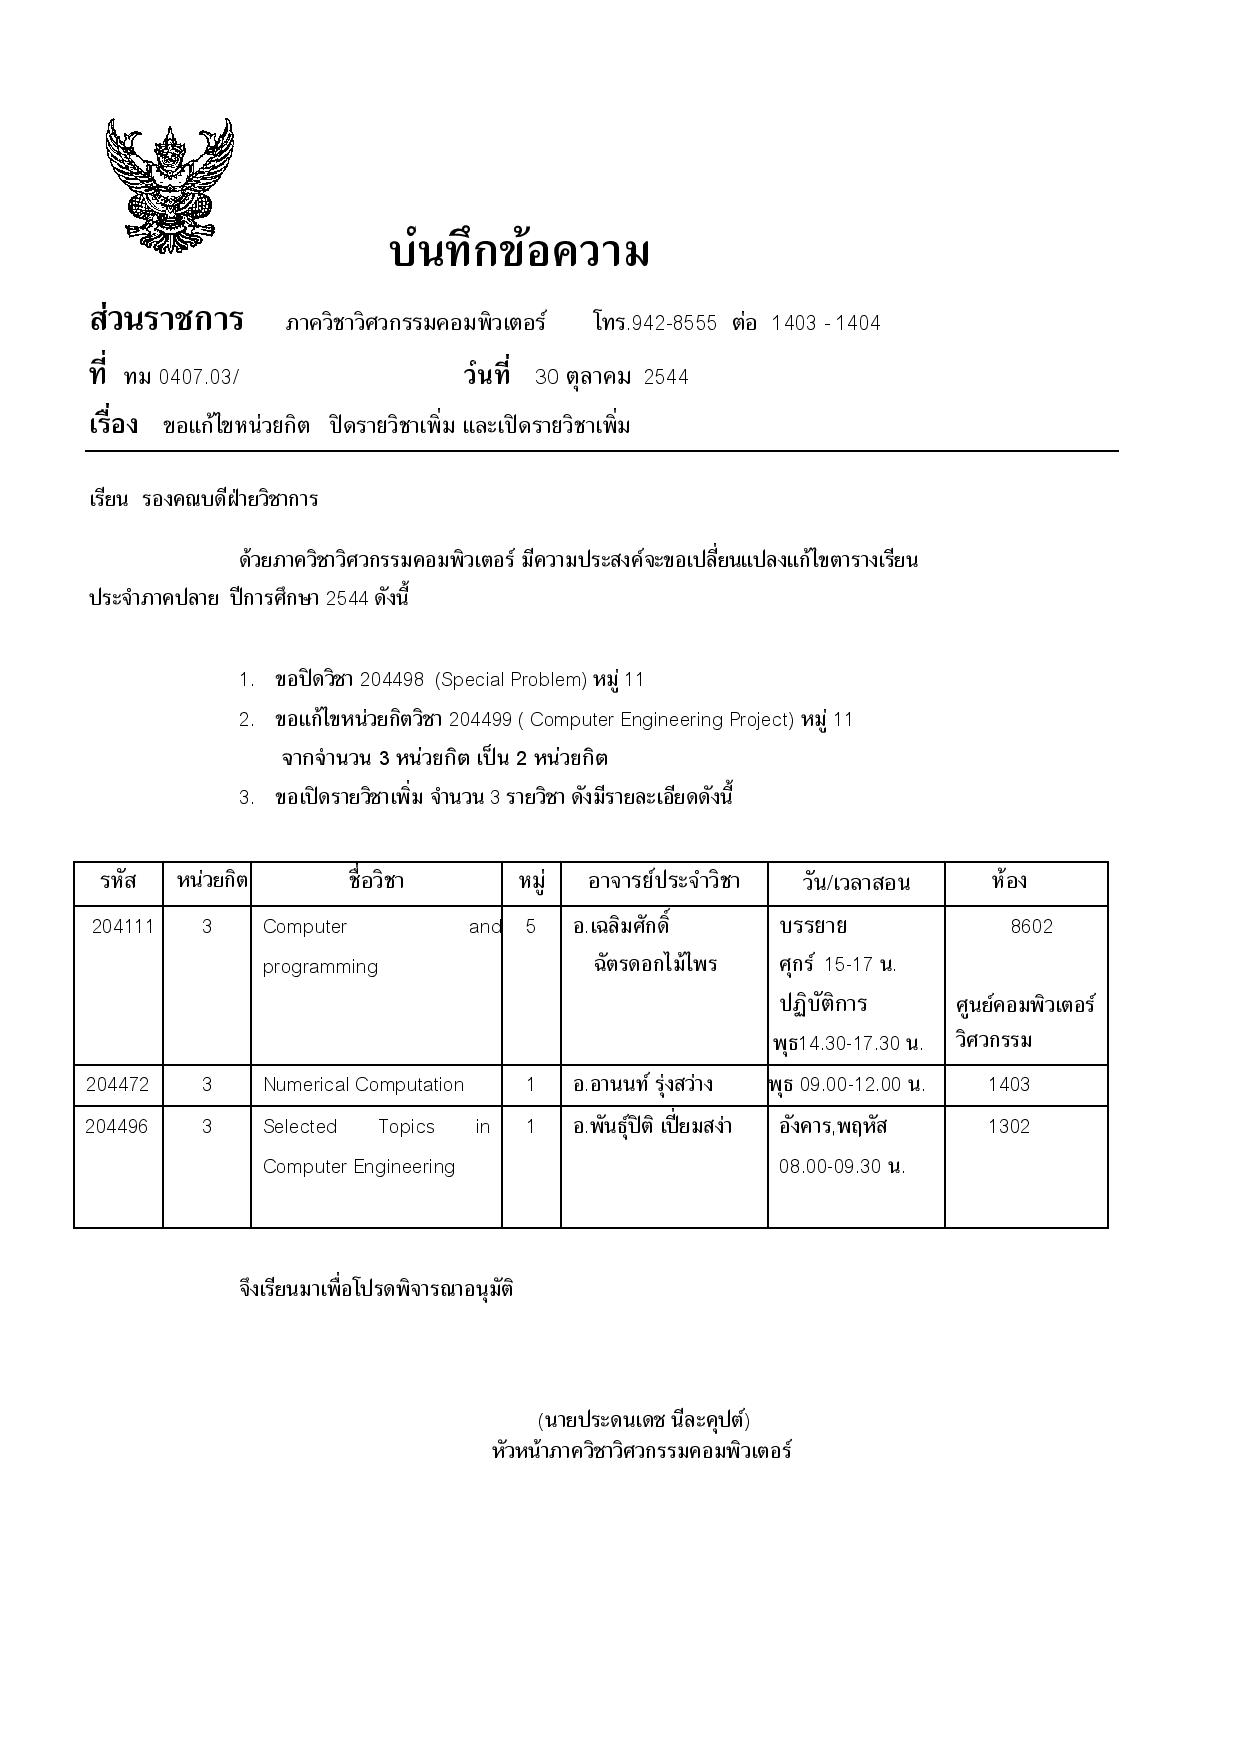 บันทึกข้อความ
ส่วนราชการ ภาควิชาวิศวกรรมคอมพิวเตอร์ โทร.942-8555 ต่อ 1403 - 1404
ที่ ทม 0407.03/ วันที่ 30 ตุลาคม 2544
เรื่อง ขอแก้ไขหน่วยกิต ปิดรายวิชาเพิ่ม และเปิดรายวิชาเพิ่ม
เรียน รองคณบดีฝ่ายวิชาการ
ด้วยภาควิชาวิศวกรรมคอมพิวเตอร์ มีความประสงค์จะขอเปลี่ยนแปลงแก้ไขตารางเรียน
ประจำภาคปลาย ปีการศึกษา 2544 ดังนี้
1. ขอปิดวิชา 204498 (Special Problem) หมู่ 11
2. ขอแก้ไขหน่วยกิตวิชา 204499 ( Computer Engineering Project) หมู่ 11
จากจำนวน 3 หน่วยกิต เป็น 2 หน่วยกิต
3. ขอเปิดรายวิชาเพิ่ม จำนวน 3 รายวิชา ดังมีรายละเอียดดังนี้
รหัส หน่วยกิต ชื่อวิชา หมู่ อาจารย์ประจำวิชา วัน/เวลาสอน ห้อง
204111 3 Computer and 5 อ.เฉลิมศักดิ์ บรรยาย 8602
programming ฉัตรดอกไม้ไพร ศุกร์ 15-17 น.
ปฏิบัติการ ศูนย์คอมพิวเตอร์
พุธ14.30-17.30 น. วิศวกรรม
204472 3 Numerical Computation 1 อ.อานนท์ รุ่งสว่าง พุธ 09.00-12.00 น. 1403
204496 3 Selected Topics in 1 อ.พันธุ์ปิติ เปี่ยมสง่า อังคาร,พฤหัส 1302
Computer Engineering 08.00-09.30 น.
จึงเรียนมาเพื่อโปรดพิจารณาอนุมัติ
(นายประดนเดช นีละคุปต์)
หัวหน้าภาควิชาวิศวกรรมคอมพิวเตอร์